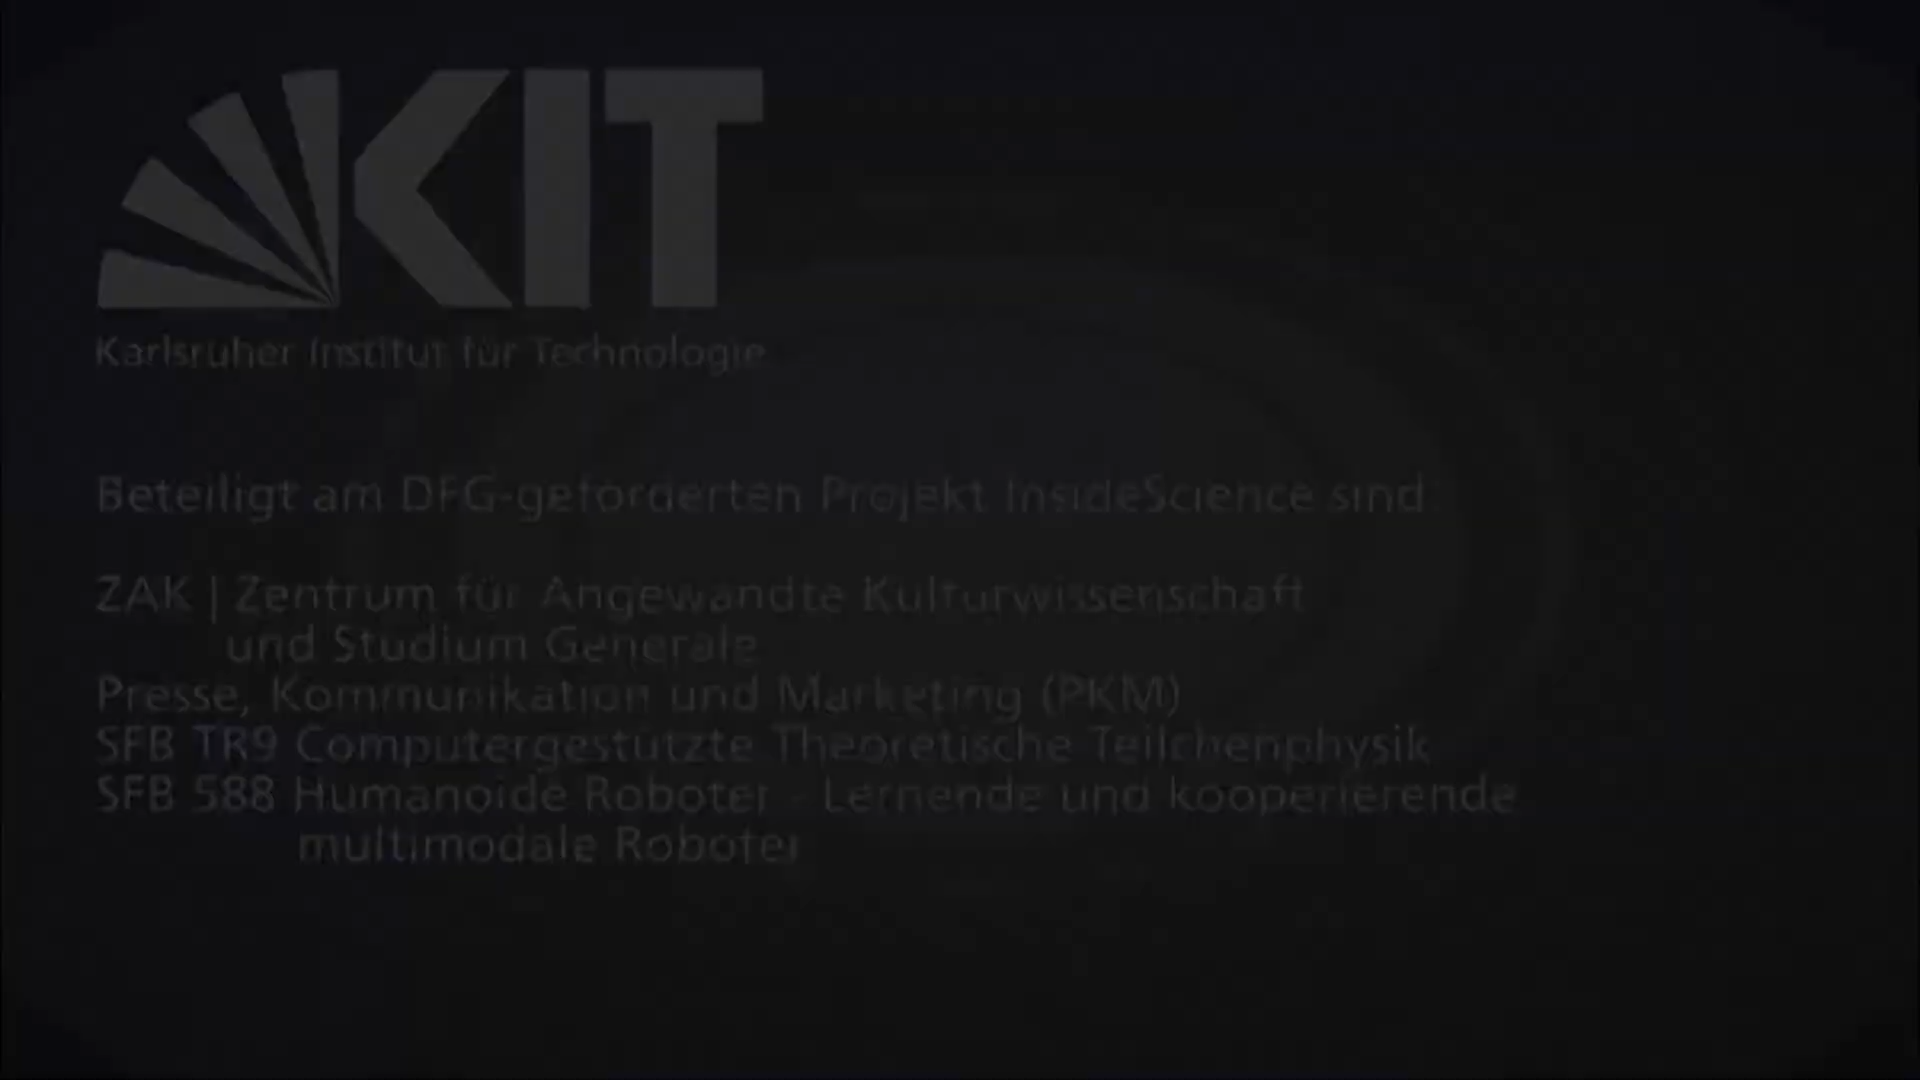 KIT
Karlsruher Institut für Technologie
Beteiligt am DFG-geförderten Projekt InsideScience sind:
ZAK | Zentrum für Angewandte Kulturwissenschaft
und Studium Generale
Presse, Kommunikation und Marketing (PKM)
SFB TR9 Computergestützte Theoretische Teilchenphysik
SFB 588 Humanoide Roboter - Lernende und kooperierende
multimodale Roboter